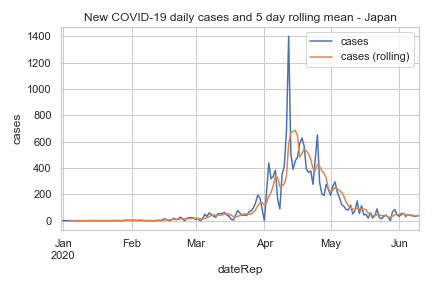 New COVID-19 daily cases and 5 day rolling mean - Japan
cases
cases (rolling)
1400
1200
1000
800
600
400
200
0
cases
Jan Feb Mar Apr May Jun
2020
dateRep